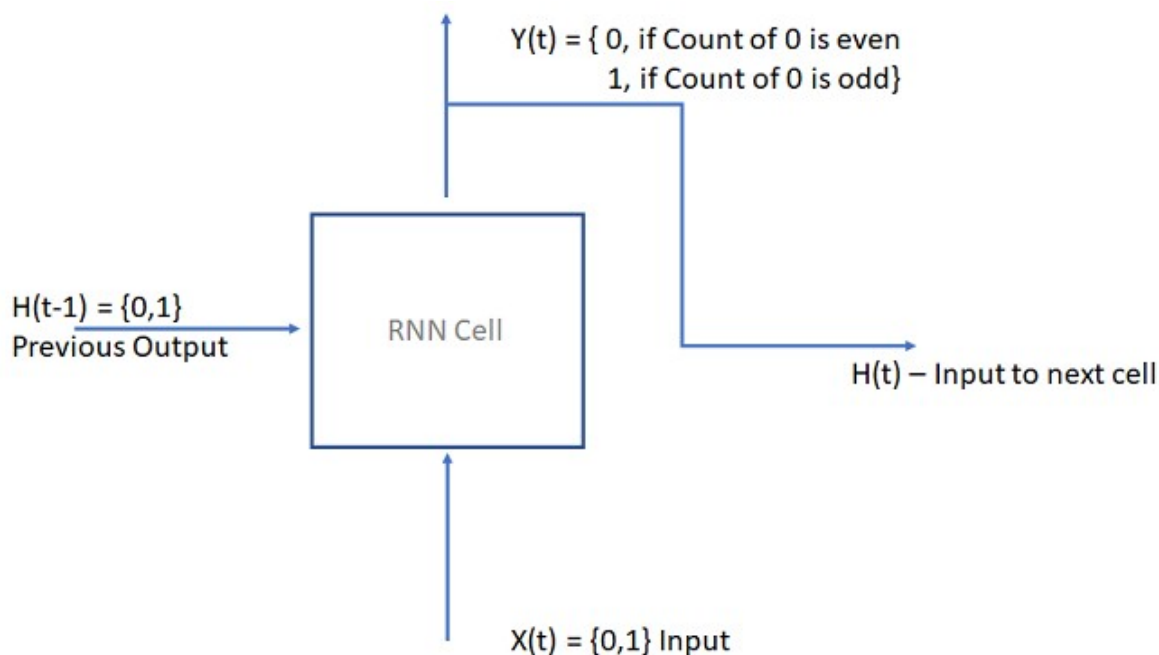 Y(t) = { 0, if Count of 0 is even
1, if Count of 0 is odd}
H(t-1) = {0,1}
Previous Output
RNN Cell
H(t) – Input to next cell
X(t) = {0,1} Input